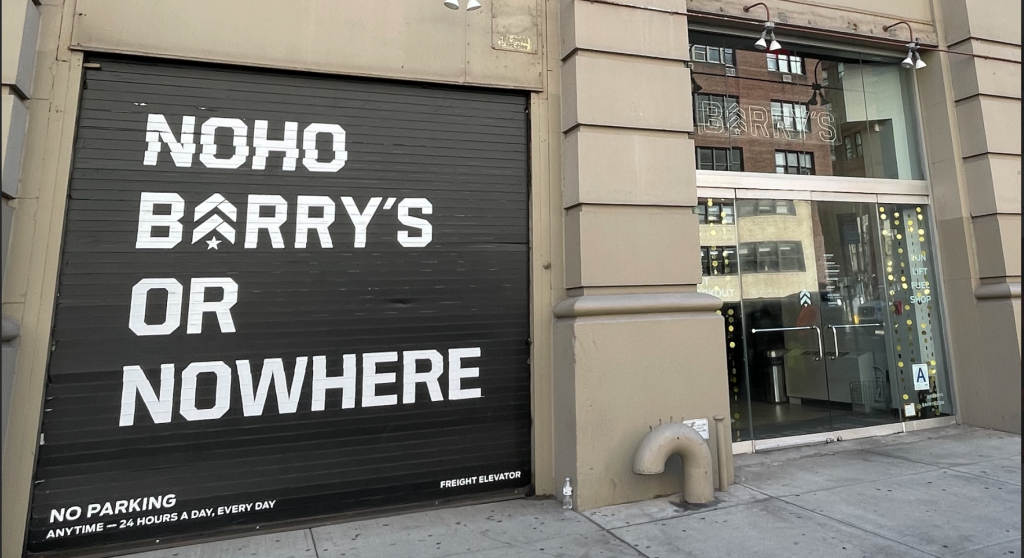 NOHO
BARRY'S
OR
NOWHERE
NO PARKING
ANYTIME — 24 HOURS A DAY, EVERY DAY
FREIGHT ELEVATOR
BARRY'S
RUN
LIFT
FUEL
SHOP
A